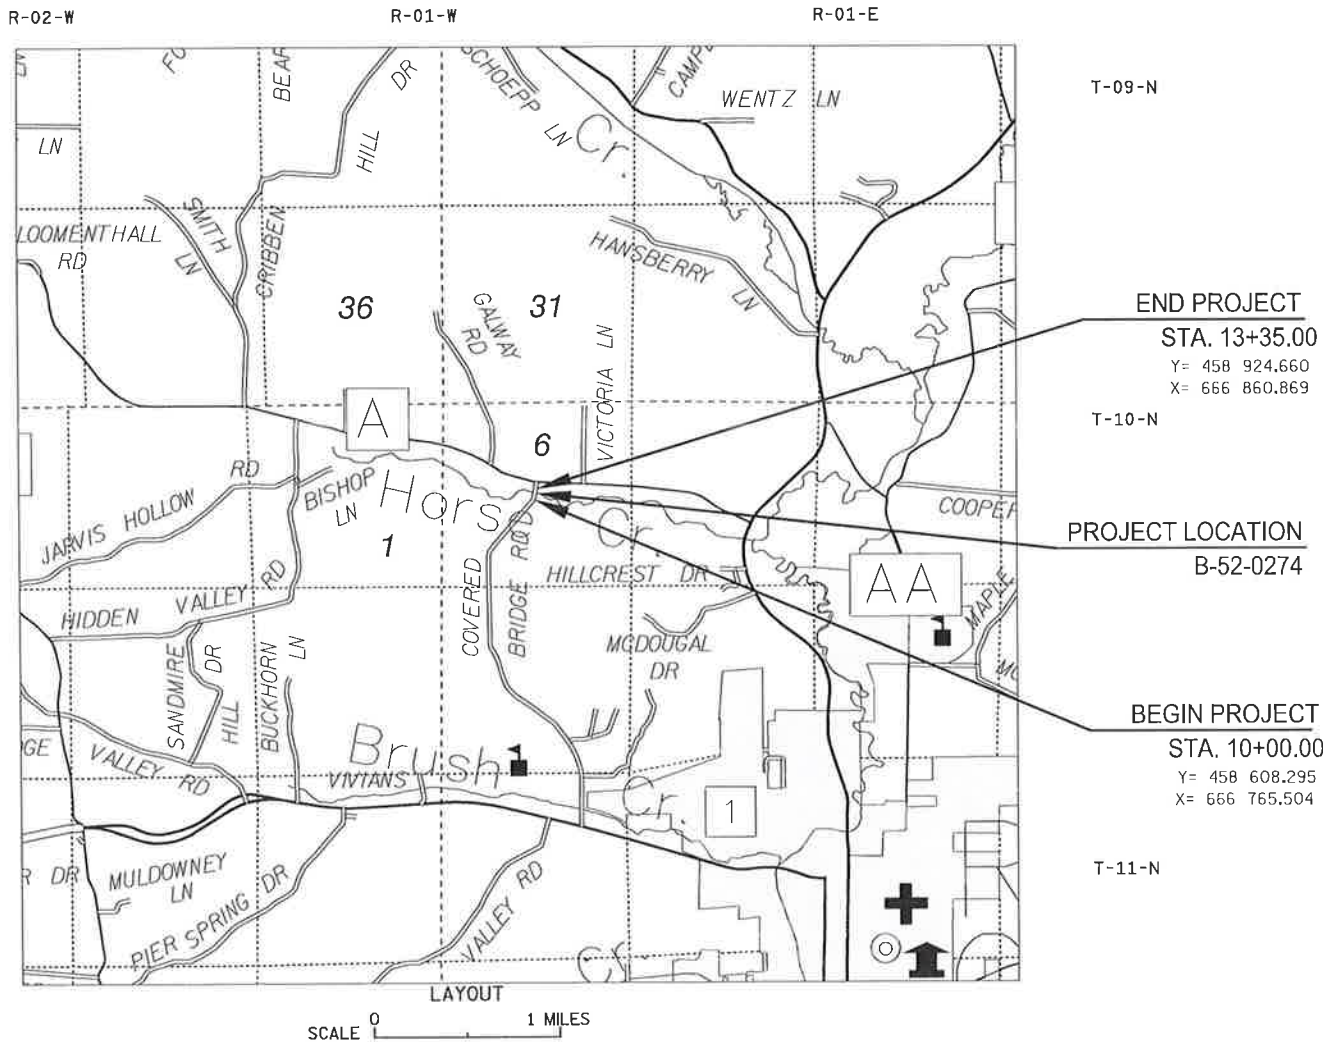 R-02-W
R-01-W
R-01-E
T-09-N
LN
BEAR
HILL DR
SCHOEPP LN
CAMP
WENTZ LN
Cr.
LOOMENTHALL
RD
SMITH LN
CRIBBEN
HANSBERRY LN
36
31
GALWAY
RD
VICTORIA LN
END PROJECT
STA. 13+35.00
Y= 458 924.660
X= 666 860.869
T-10-N
A
6
JARVIS HOLLOW RD
BISHOP
LN
Hors
Cr.
1
COOPER
PROJECT LOCATION
B-52-0274
HIDDEN VALLEY RD
COVERED
BRIDGE ROAD
HILLCREST DR
AA
MAPLE
MCDOUGAL
DR
SANDMIRE
HILL DR
BUCKHORN LN
BEGIN PROJECT
STA. 10+00.00
Y= 458 608.295
X= 666 765.504
GE
VALLEY RD
Brush
VIVIANS
Cr.
1
T-11-N
R DR
MULDOWNEY
LN
PIER SPRING DR
VALLEY RD
Cr.
LAYOUT
SCALE 0 1 MILES